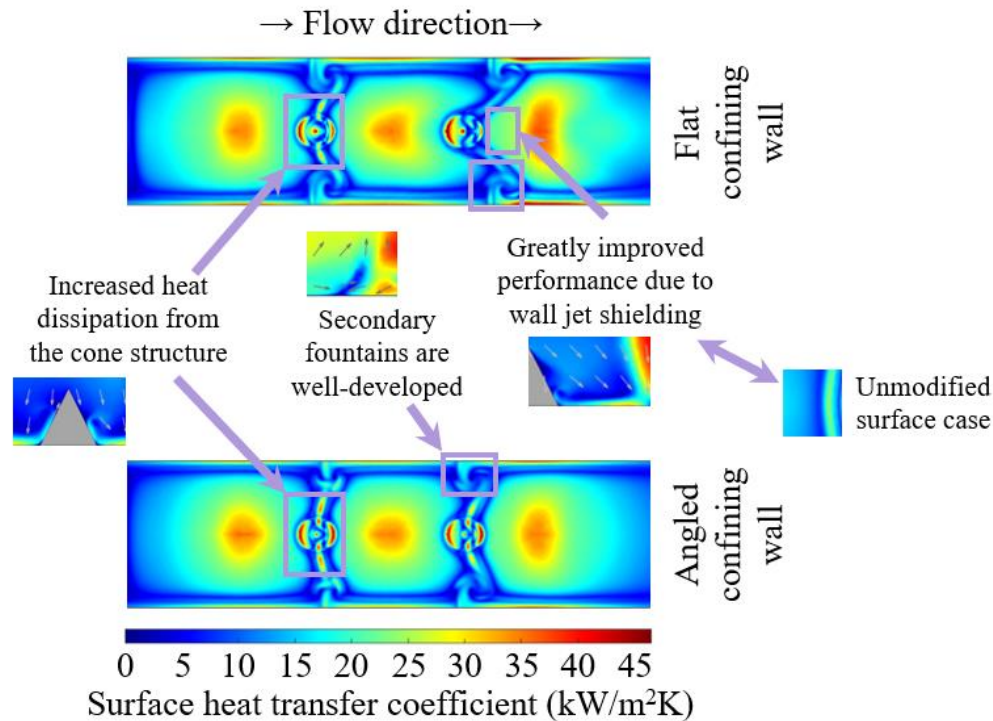 → Flow direction→
Flat
confining
wall
Increased heat
dissipation from
the cone structure
Secondary
fountains are
well-developed
Greatly improved
performance due to
wall jet shielding
Unmodified
surface case
Angled
confining
wall
0 5 10 15 20 25 30 35 40 45
Surface heat transfer coefficient (kW/m²K)